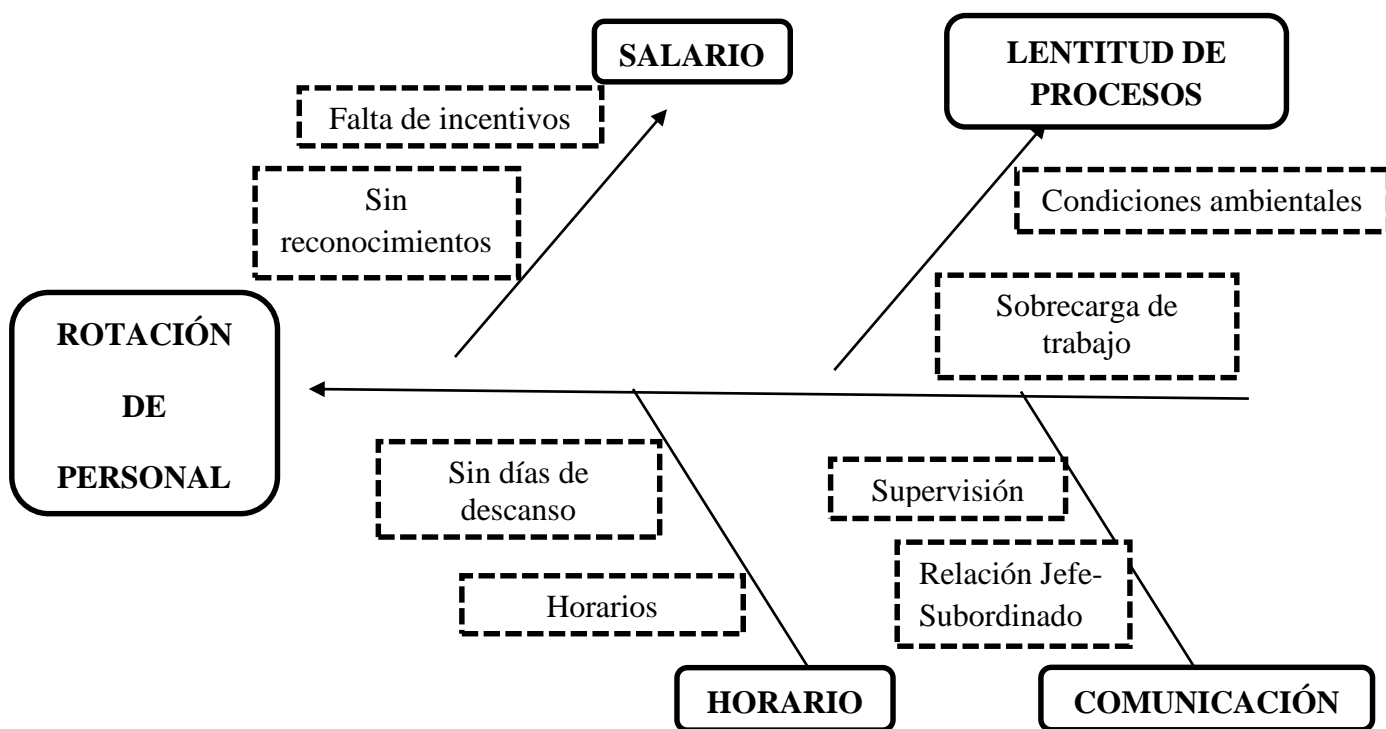 SALARIO
LENTITUD DE
PROCESOS
Falta de incentivos
Sin
reconocimientos
Condiciones ambientales
Sobrecarga de
trabajo
ROTACIÓN
DE
PERSONAL
Sin días de
descanso
Supervisión
Horarios
Relación Jefe-
Subordinado
HORARIO
COMUNICACIÓN